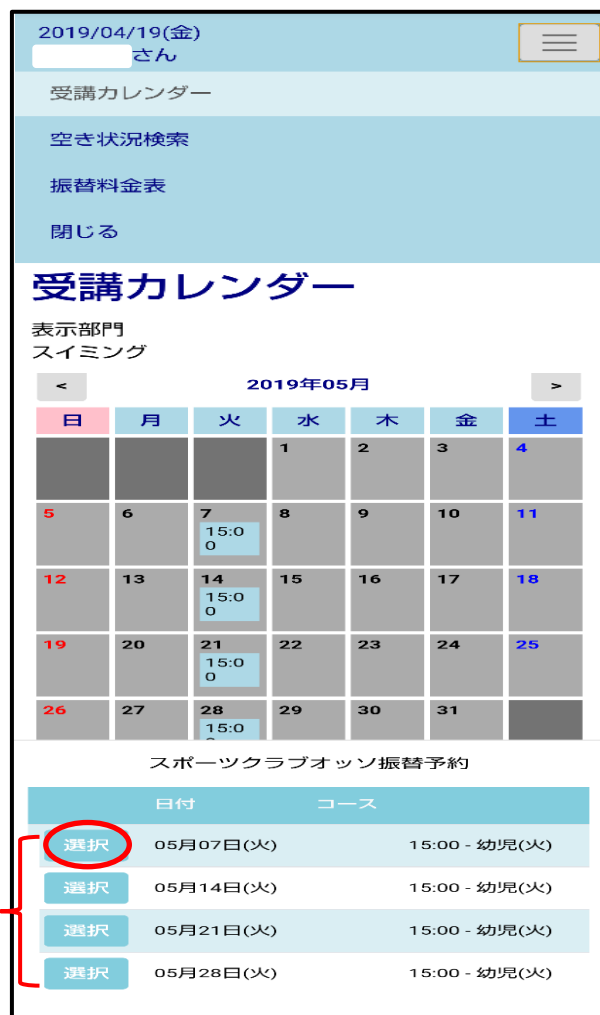 2019/04/19(金)
さん
受講カレンダー
空き状況検索
振替料金表
閉じる
受講カレンダー
表示部門
スイミング
< 2019年05月 >
日 月 火 水 木 金 土
1 2 3 4
5 6 7 8 9 10 11
15:0
0
12 13 14 15 16 17 18
15:0
0
19 20 21 22 23 24 25
15:0
0
26 27 28 29 30 31
15:0
スポーツクラブオッソ振替予約
日付 コース
選択 05月07日(火) 15:00 - 幼児(火)
選択 05月14日(火) 15:00 - 幼児(火)
選択 05月21日(火) 15:00 - 幼児(火)
選択 05月28日(火) 15:00 - 幼児(火)